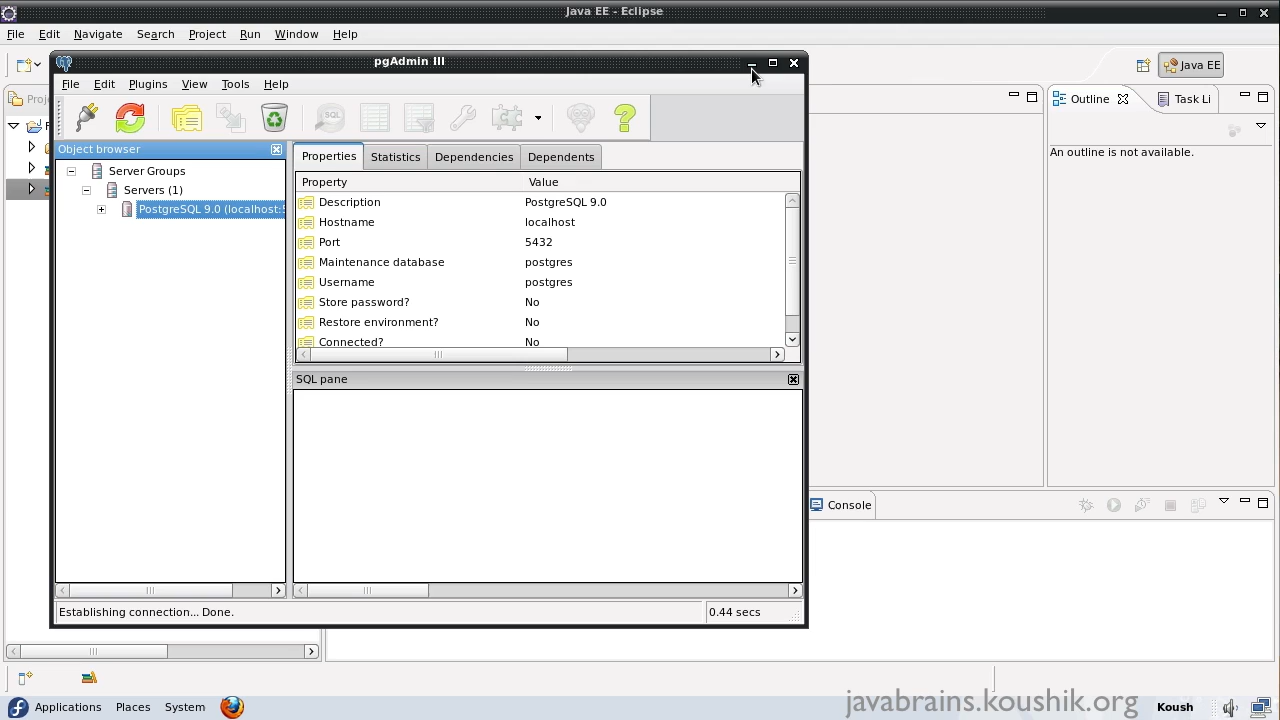 Java EE - Eclipse
File Edit Navigate Search Project Run Window Help
Java EE
pgAdmin III
File Edit Plugins View Tools Help
SQL
Object browser
Server Groups
Servers (1)
PostgreSQL 9.0 (localhost:
Properties Statistics Dependencies Dependents
Property Value
Description PostgreSQL 9.0
Hostname localhost
Port 5432
Maintenance database postgres
Username postgres
Store password? No
Restore environment? No
Connected? No
SQL pane
Establishing connection... Done. 0.44 secs
Outline Task Li
An outline is not available.
Console
javabrains.koushik.org
Applications Places System Koush